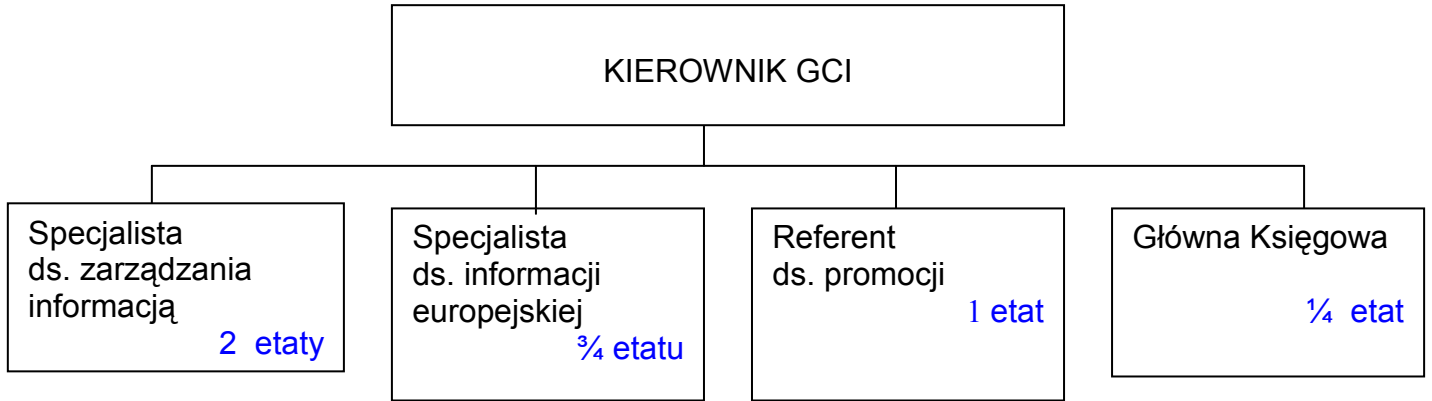 KIEROWNIK GCI
Specjalista
ds. zarządzania
informacją
2 etaty
Specjalista
ds. informacji
europejskiej
¾ etatu
Referent
ds. promocji
1 etat
Główna Księgowa
¼ etat